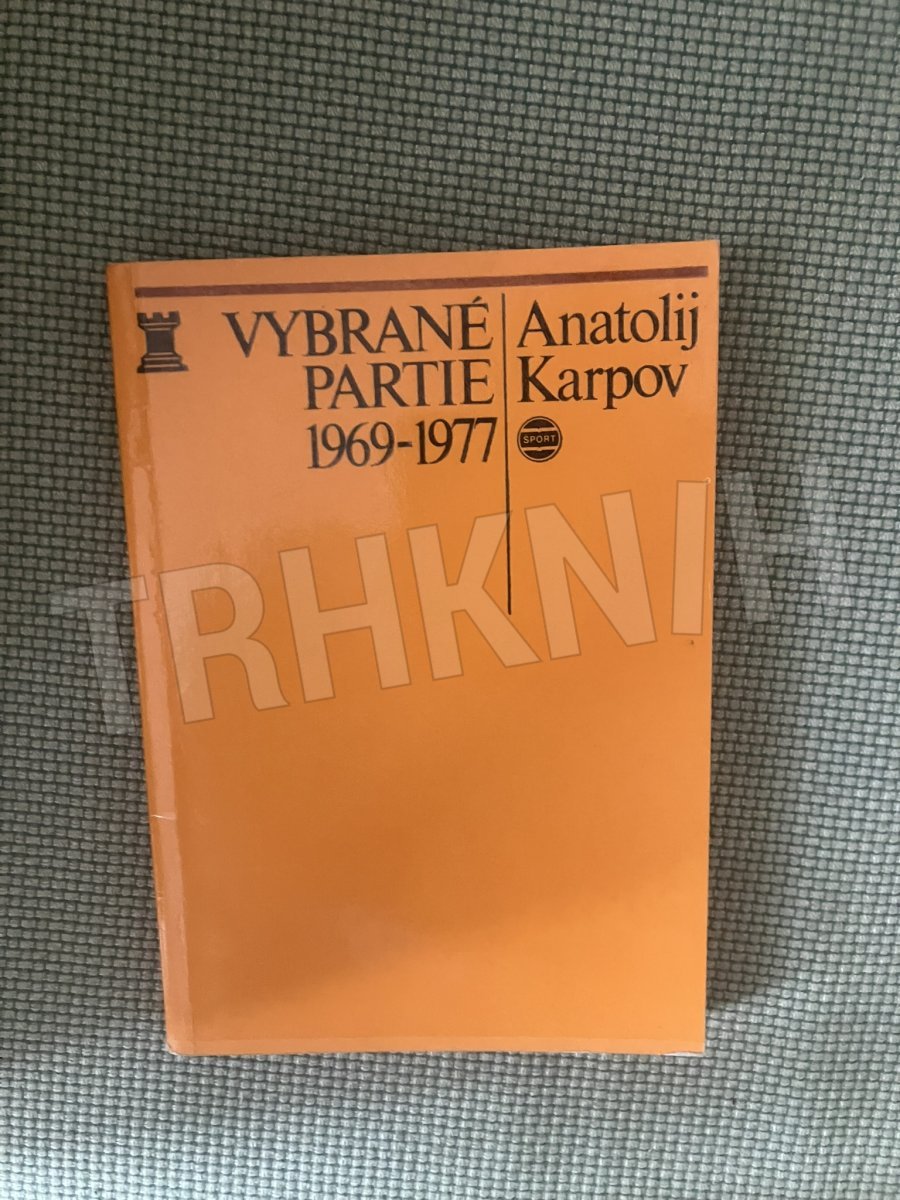 VYBRANÉ
PARTIE
1969-1977
Anatolij
Karpov
SPORT
TRHKNIH